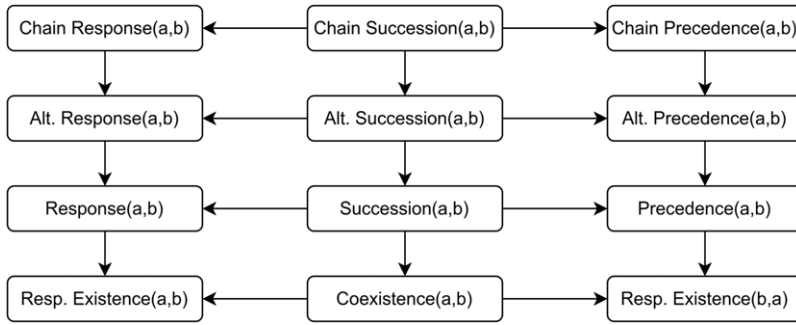 Chain Response(a,b)
Chain Succession(a,b)
Chain Precedence(a,b)
Alt. Response(a,b)
Alt. Succession(a,b)
Alt. Precedence(a,b)
Response(a,b)
Succession(a,b)
Precedence(a,b)
Resp. Existence(a,b)
Coexistence(a,b)
Resp. Existence(b,a)